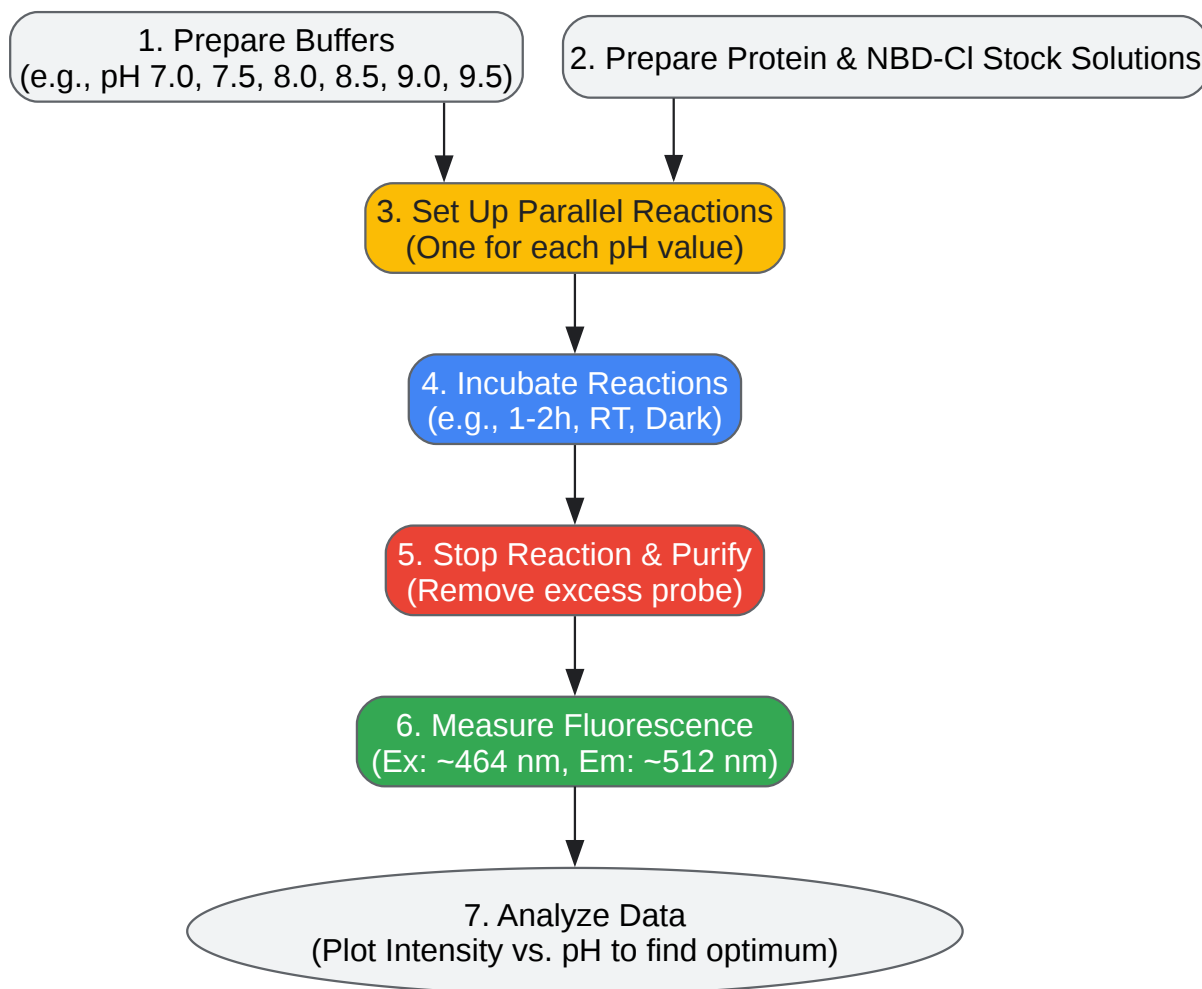 1. Prepare Buffers
(e.g., pH 7.0, 7.5, 8.0, 8.5, 9.0, 9.5)
2. Prepare Protein & NBD-Cl Stock Solutions
3. Set Up Parallel Reactions
(One for each pH value)
4. Incubate Reactions
(e.g., 1-2h, RT, Dark)
5. Stop Reaction & Purify
(Remove excess probe)
6. Measure Fluorescence
(Ex: ~464 nm, Em: ~512 nm)
7. Analyze Data
(Plot Intensity vs. pH to find optimum)